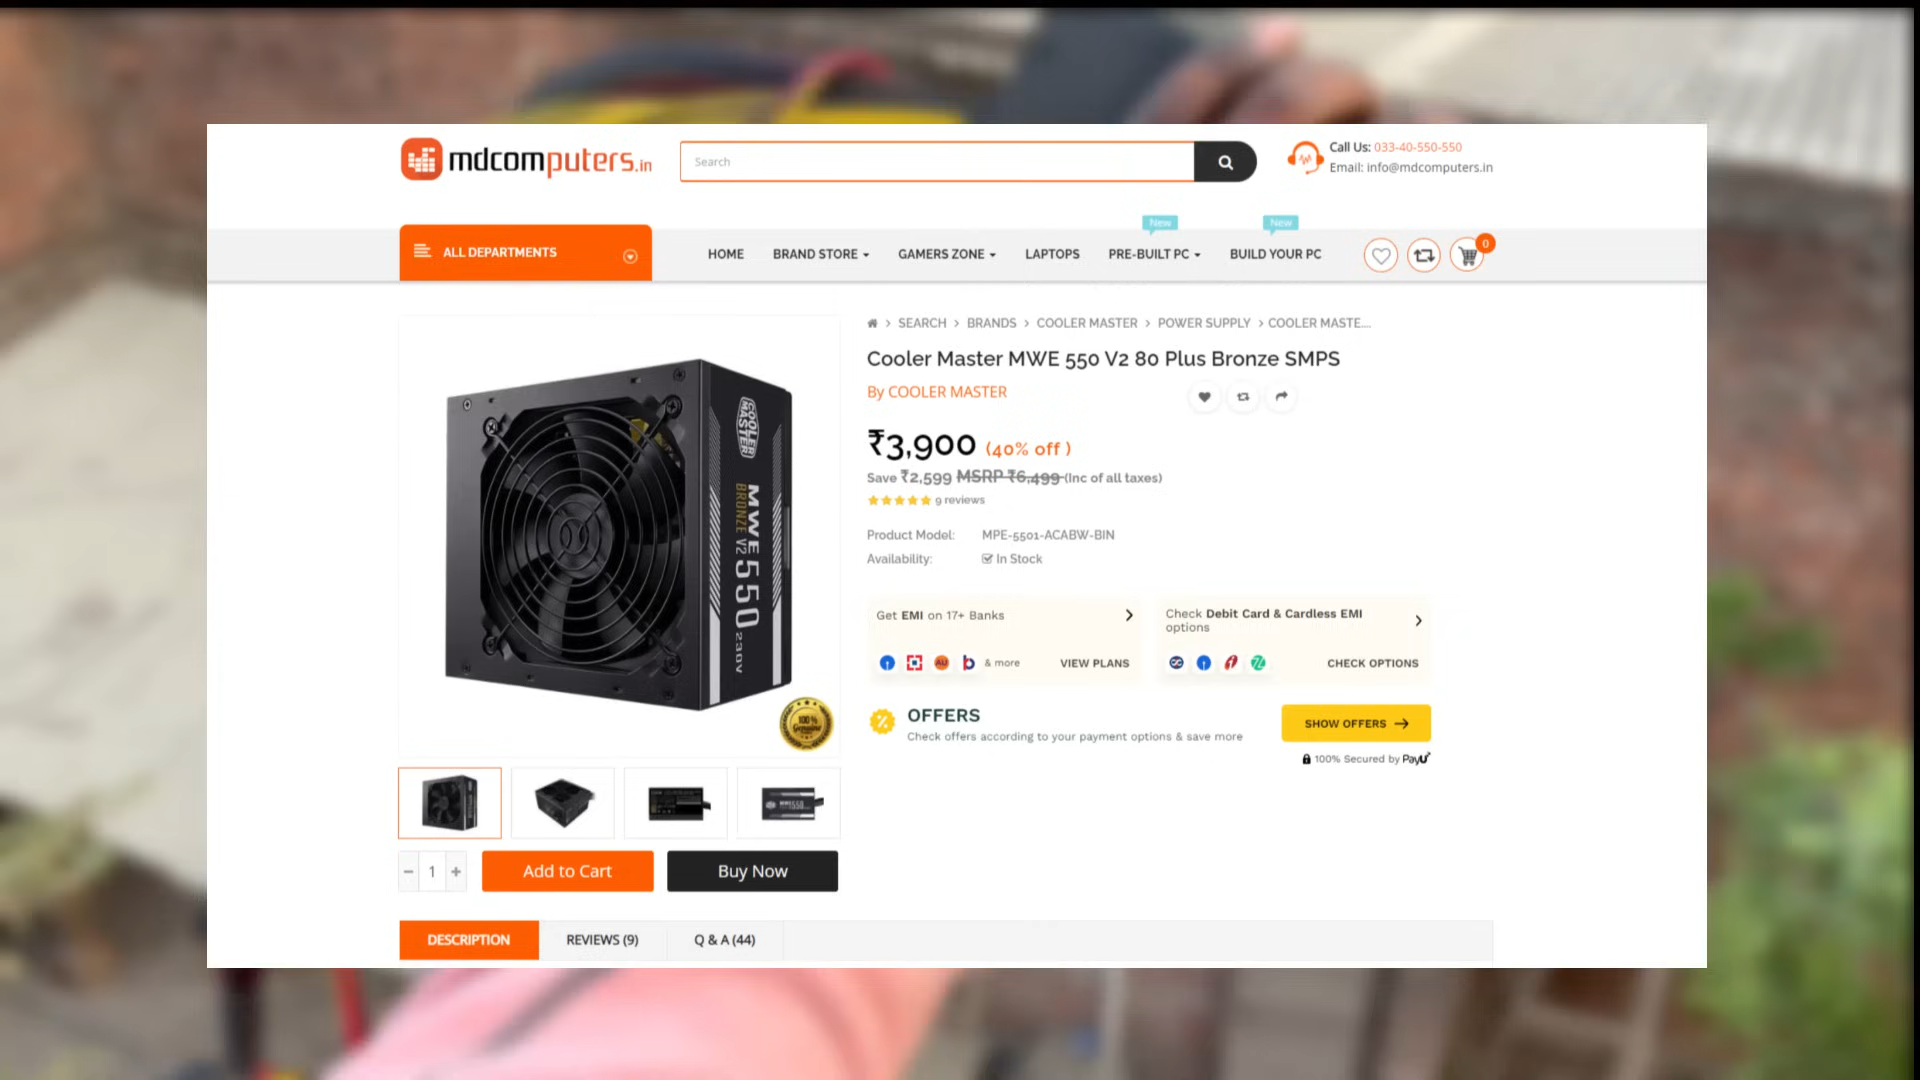 mdcomputers.in
Search
Call Us: 033-40-550-550
Email: info@mdcomputers.in
ALL DEPARTMENTS
HOME
BRAND STORE
GAMERS ZONE
LAPTOPS
New
PRE-BUILT PC
New
BUILD YOUR PC
0
SEARCH > BRANDS > COOLER MASTER > POWER SUPPLY > COOLER MASTE....
Cooler Master MWE 550 V2 80 Plus Bronze SMPS
By COOLER MASTER
₹3,900 (40% off )
Save ₹2,599 MSRP ₹6,499 (Inc of all taxes)
9 reviews
Product Model: MPE-5501-ACABW-BIN
Availability: In Stock
Get EMI on 17+ Banks
& more VIEW PLANS
Check Debit Card & Cardless EMI
options
CHECK OPTIONS
OFFERS
Check offers according to your payment options & save more
SHOW OFFERS
100% Secured by PayU
COOLER
MASTER
MWE
BRONZE V2
550
230V
100%
Genuine
1
Add to Cart
Buy Now
DESCRIPTION
REVIEWS (9)
Q & A (44)